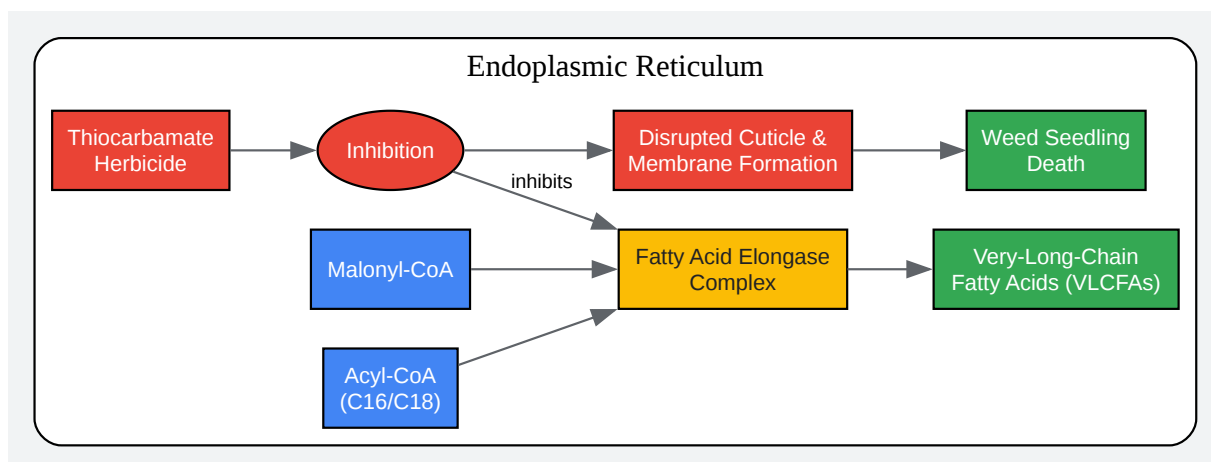 Endoplasmic Reticulum
Thiocarbamate
Herbicide
Inhibition
Disrupted Cuticle &
Membrane Formation
Weed Seedling
Death
inhibits
Malonyl-CoA
Fatty Acid Elongase
Complex
Very-Long-Chain
Fatty Acids (VLCFAs)
Acyl-CoA
(C16/C18)